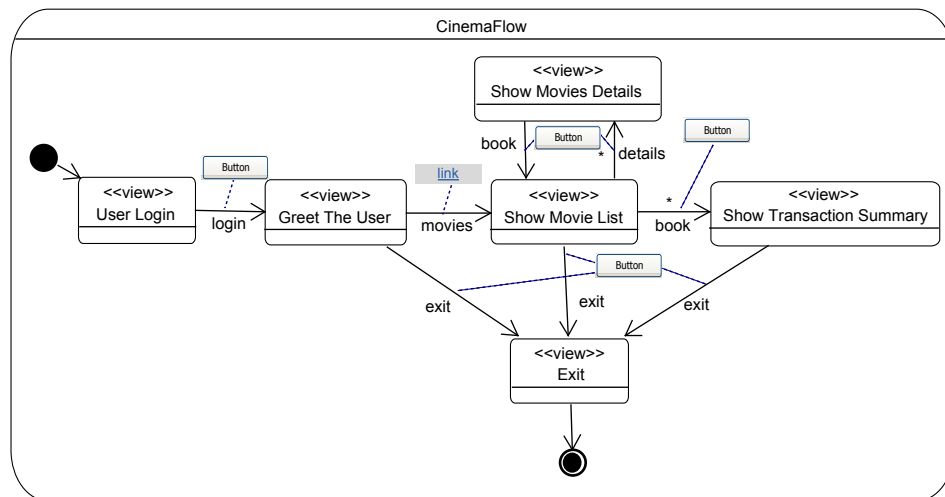 CinemaFlow
<<view>>
Show Movies Details
book
Button
*
details
Button
<<view>>
User Login
Button
login
<<view>>
Greet The User
link
movies
<<view>>
Show Movie List
*
book
<<view>>
Show Transaction Summary
Button
exit
exit
exit
<<view>>
Exit